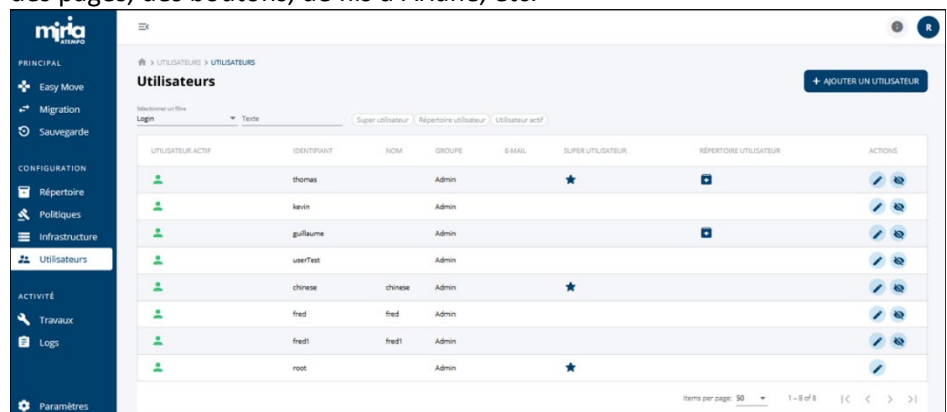 des pages, des boutons, de fils d'Ariane, etc.
miria
ATEMPO
R
PRINCIPAL
Easy Move
Migration
Sauvegarde
CONFIGURATION
Répertoire
Politiques
Infrastructure
Utilisateurs
ACTIVITÉ
Travaux
Logs
Paramètres
> UTILISATEURS > UTILISATEURS
Utilisateurs
+ AJOUTER UN UTILISATEUR
Sélectionner un filtre
Login Texte Super utilisateur Répertoire utilisateur Utilisateur actif
UTILISATEUR ACTIF IDENTIFIANT NOM GROUPE E-MAIL SUPER UTILISATEUR RÉPERTOIRE UTILISATEUR ACTIONS
thomas Admin
kevin Admin
guillaume Admin
userTest Admin
chinese chinese Admin
fred fred Admin
fred1 fred1 Admin
root Admin
Items per page: 50 1 – 8 of 8 |< < > >|